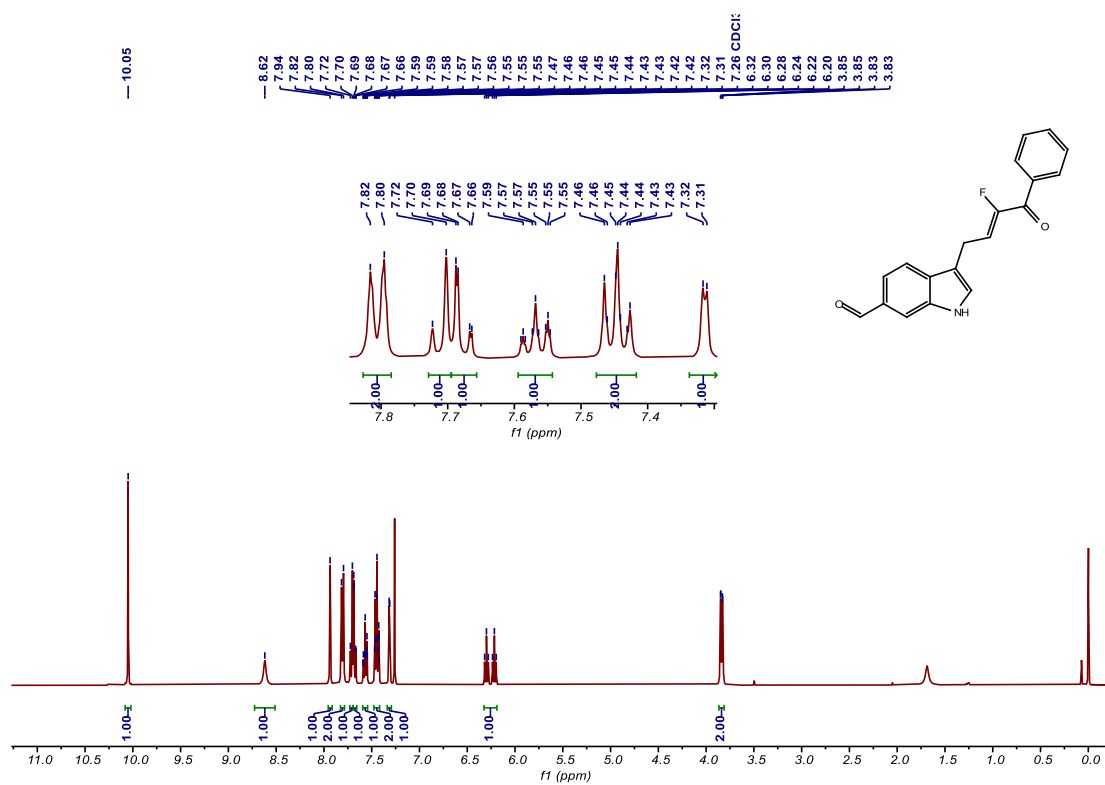 10.05 8.62 7.94 7.82 7.80 7.72 7.70 7.69 7.68 7.67 7.66 7.59 7.59 7.58 7.57 7.57 7.56 7.55 7.55 7.55 7.47 7.46 7.46 7.45 7.45 7.44 7.43 7.43 7.42 7.42 7.32 7.31 7.26 CDCl3 6.32 6.30 6.28 6.24 6.22 6.20 3.85 3.85 3.83 3.83
7.82 7.80 7.72 7.70 7.69 7.68 7.67 7.66 7.59 7.57 7.57 7.55 7.55 7.55 7.46 7.46 7.45 7.44 7.44 7.43 7.43 7.32 7.31
F
O
O
NH
2.00 1.00 1.00 1.00 2.00 1.00
7.8 7.7 7.6 7.5 7.4
f1 (ppm)
1.00 1.00 1.00 2.00 1.00 1.00 1.00 2.00 1.00 1.00 2.00
11.0 10.5 10.0 9.5 9.0 8.5 8.0 7.5 7.0 6.5 6.0 5.5 5.0 4.5 4.0 3.5 3.0 2.5 2.0 1.5 1.0 0.5 0.0
f1 (ppm)